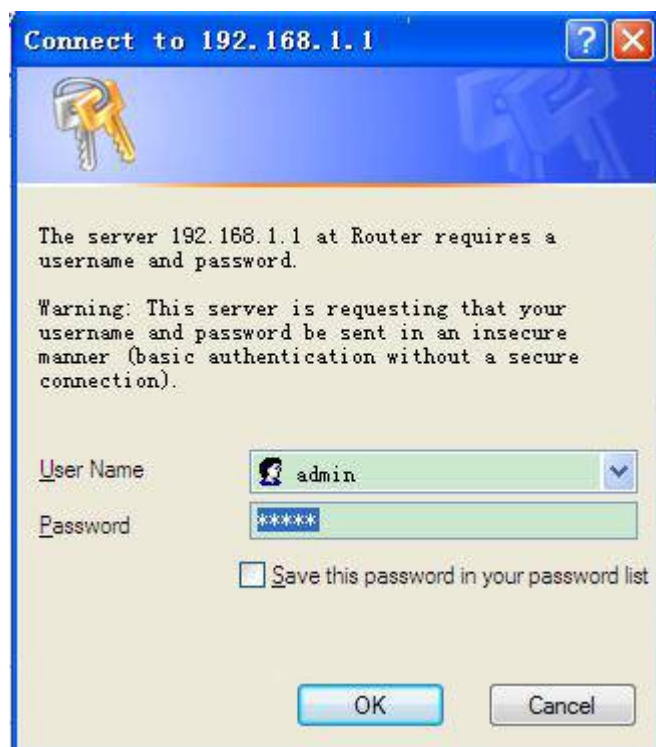 Connect to 192.168.1.1
The server 192.168.1.1 at Router requires a
username and password.
Warning: This server is requesting that your
username and password be sent in an insecure
manner (basic authentication without a secure
connection).
User Name
admin
Password
*****
Save this password in your password list
OK
Cancel